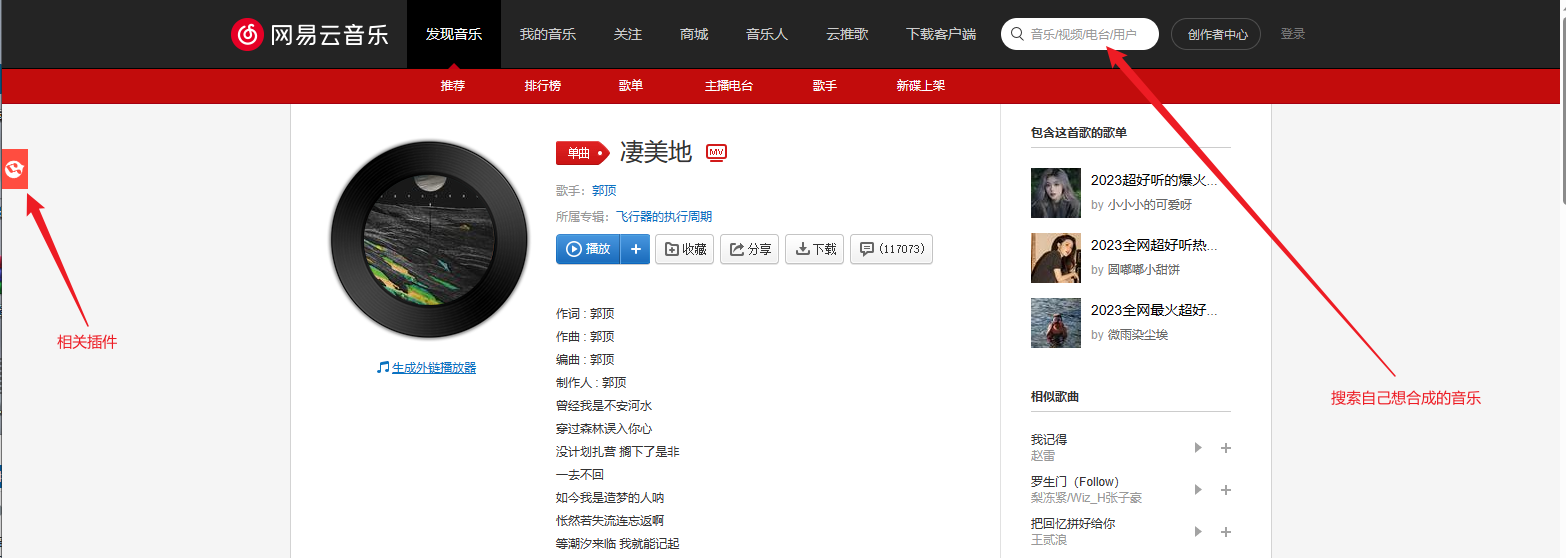 网易云音乐
发现音乐
我的音乐
关注
商城
音乐人
云推歌
下载客户端
音乐/视频/电台/用户
创作者中心
登录
推荐
排行榜
歌单
主播电台
歌手
新碟上架
相关插件
生成外链播放器
单曲
凄美地
MV
歌手：郭顶
所属专辑：飞行器的执行周期
播放
+
收藏
分享
下载
(117073)
作词 : 郭顶
作曲 : 郭顶
编曲 : 郭顶
制作人 : 郭顶
曾经我是不安河水
穿过森林误入你心
没计划扎营 搁下了是非
一去不回
如今我是造梦的人呐
怅然若失流连忘返啊
等潮汐来临 我就能记起
包含这首歌的歌单
2023超好听的爆火...
by 小小小的可爱呀
2023全网超好听热...
by 圆嘟嘟小甜饼
2023全网最火超好...
by 微雨染尘埃
搜索自己想合成的音乐
相似歌曲
我记得
赵雷
罗生门（Follow）
梨冻紧/Wiz_H张子豪
把回忆拼好给你
王贰浪